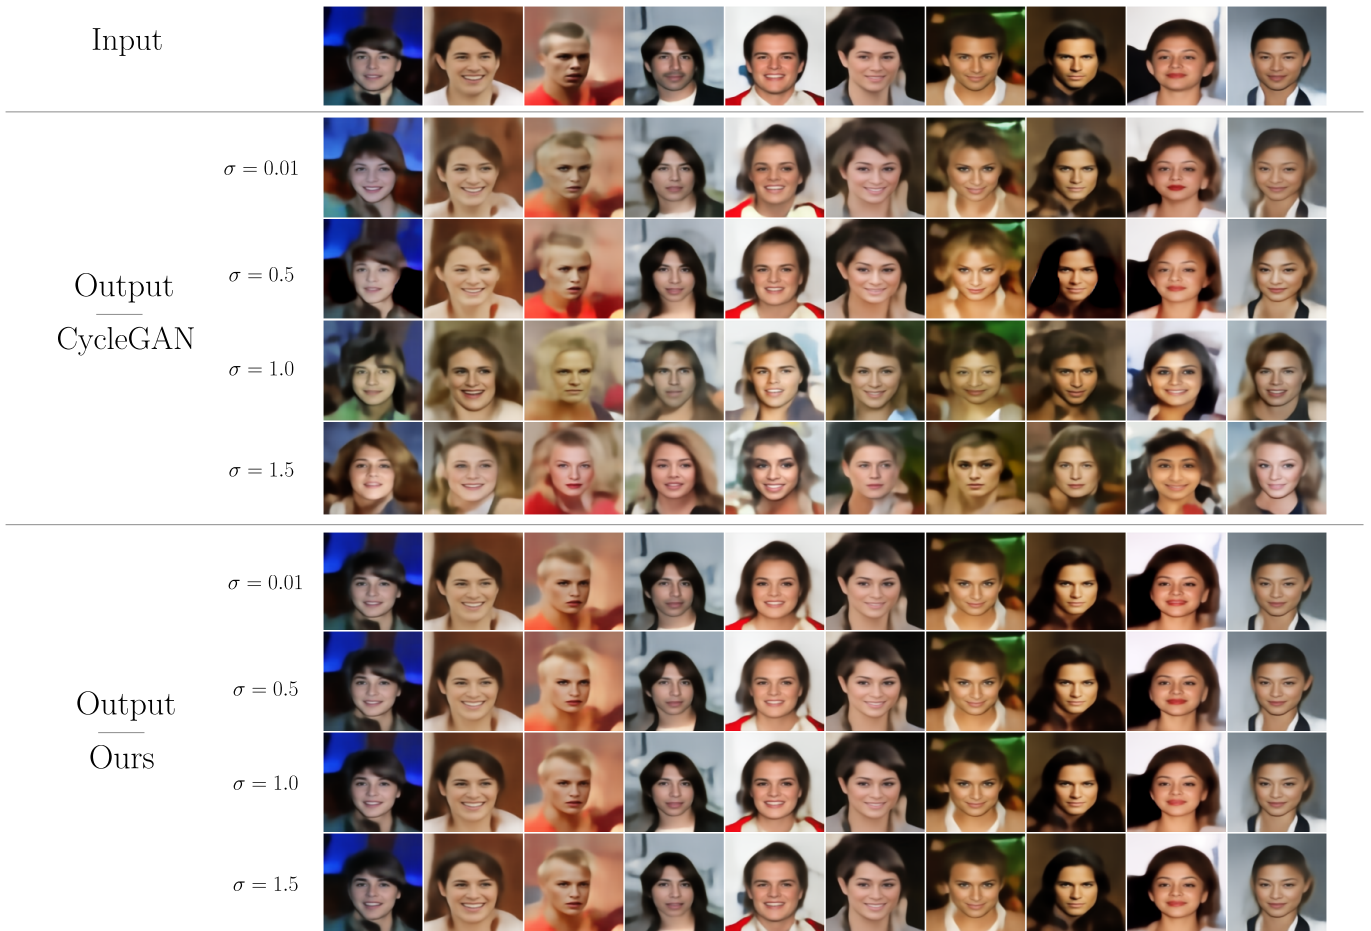 Input
σ = 0.01
σ = 0.5
Output
CycleGAN
σ = 1.0
σ = 1.5
σ = 0.01
σ = 0.5
Output
Ours
σ = 1.0
σ = 1.5